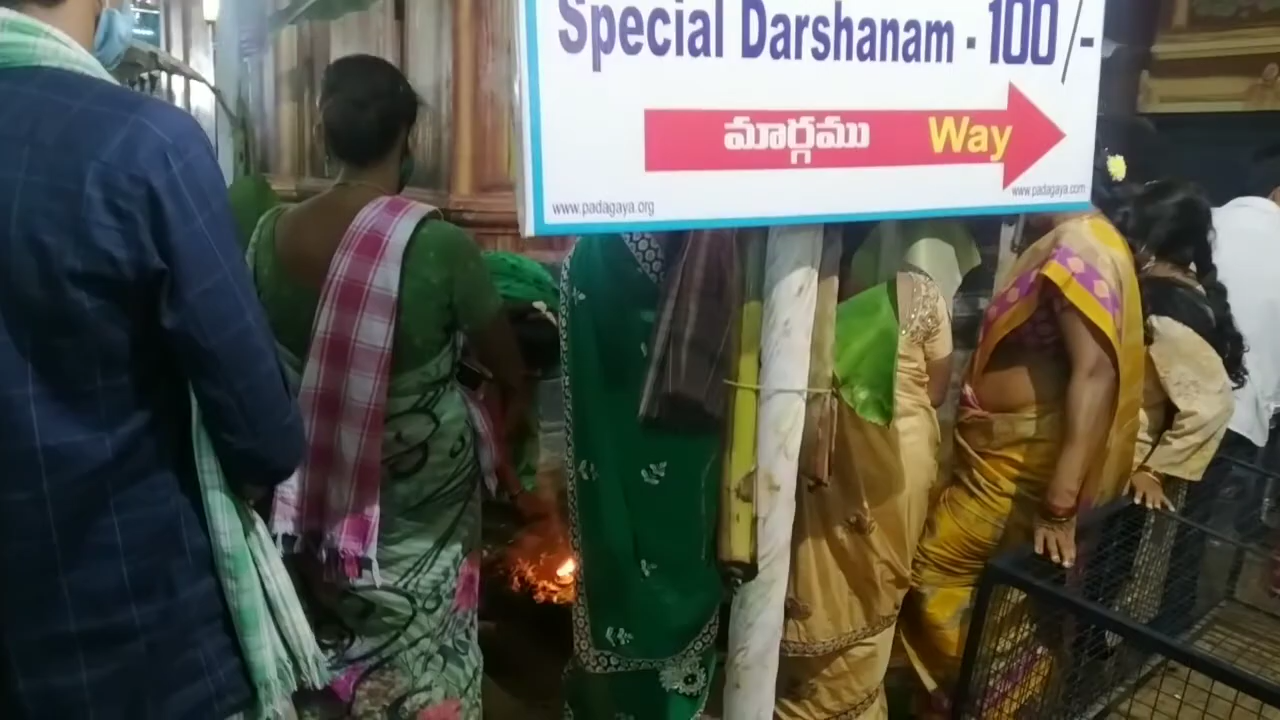 Special Darshanam - 100/-
మార్గము Way
www.padagaya.org www.padagaya.com